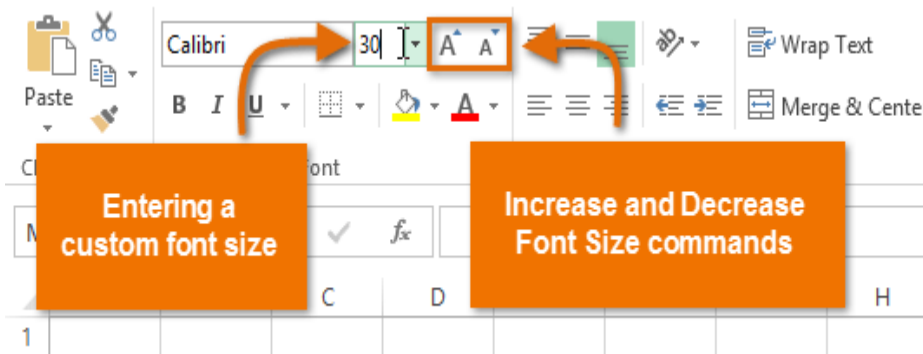 Calibri 30 A A Wrap Text
Paste B I U A Merge & Cente
Entering a
custom font size
Increase and Decrease
Font Size commands
ont
fx
C D H
1